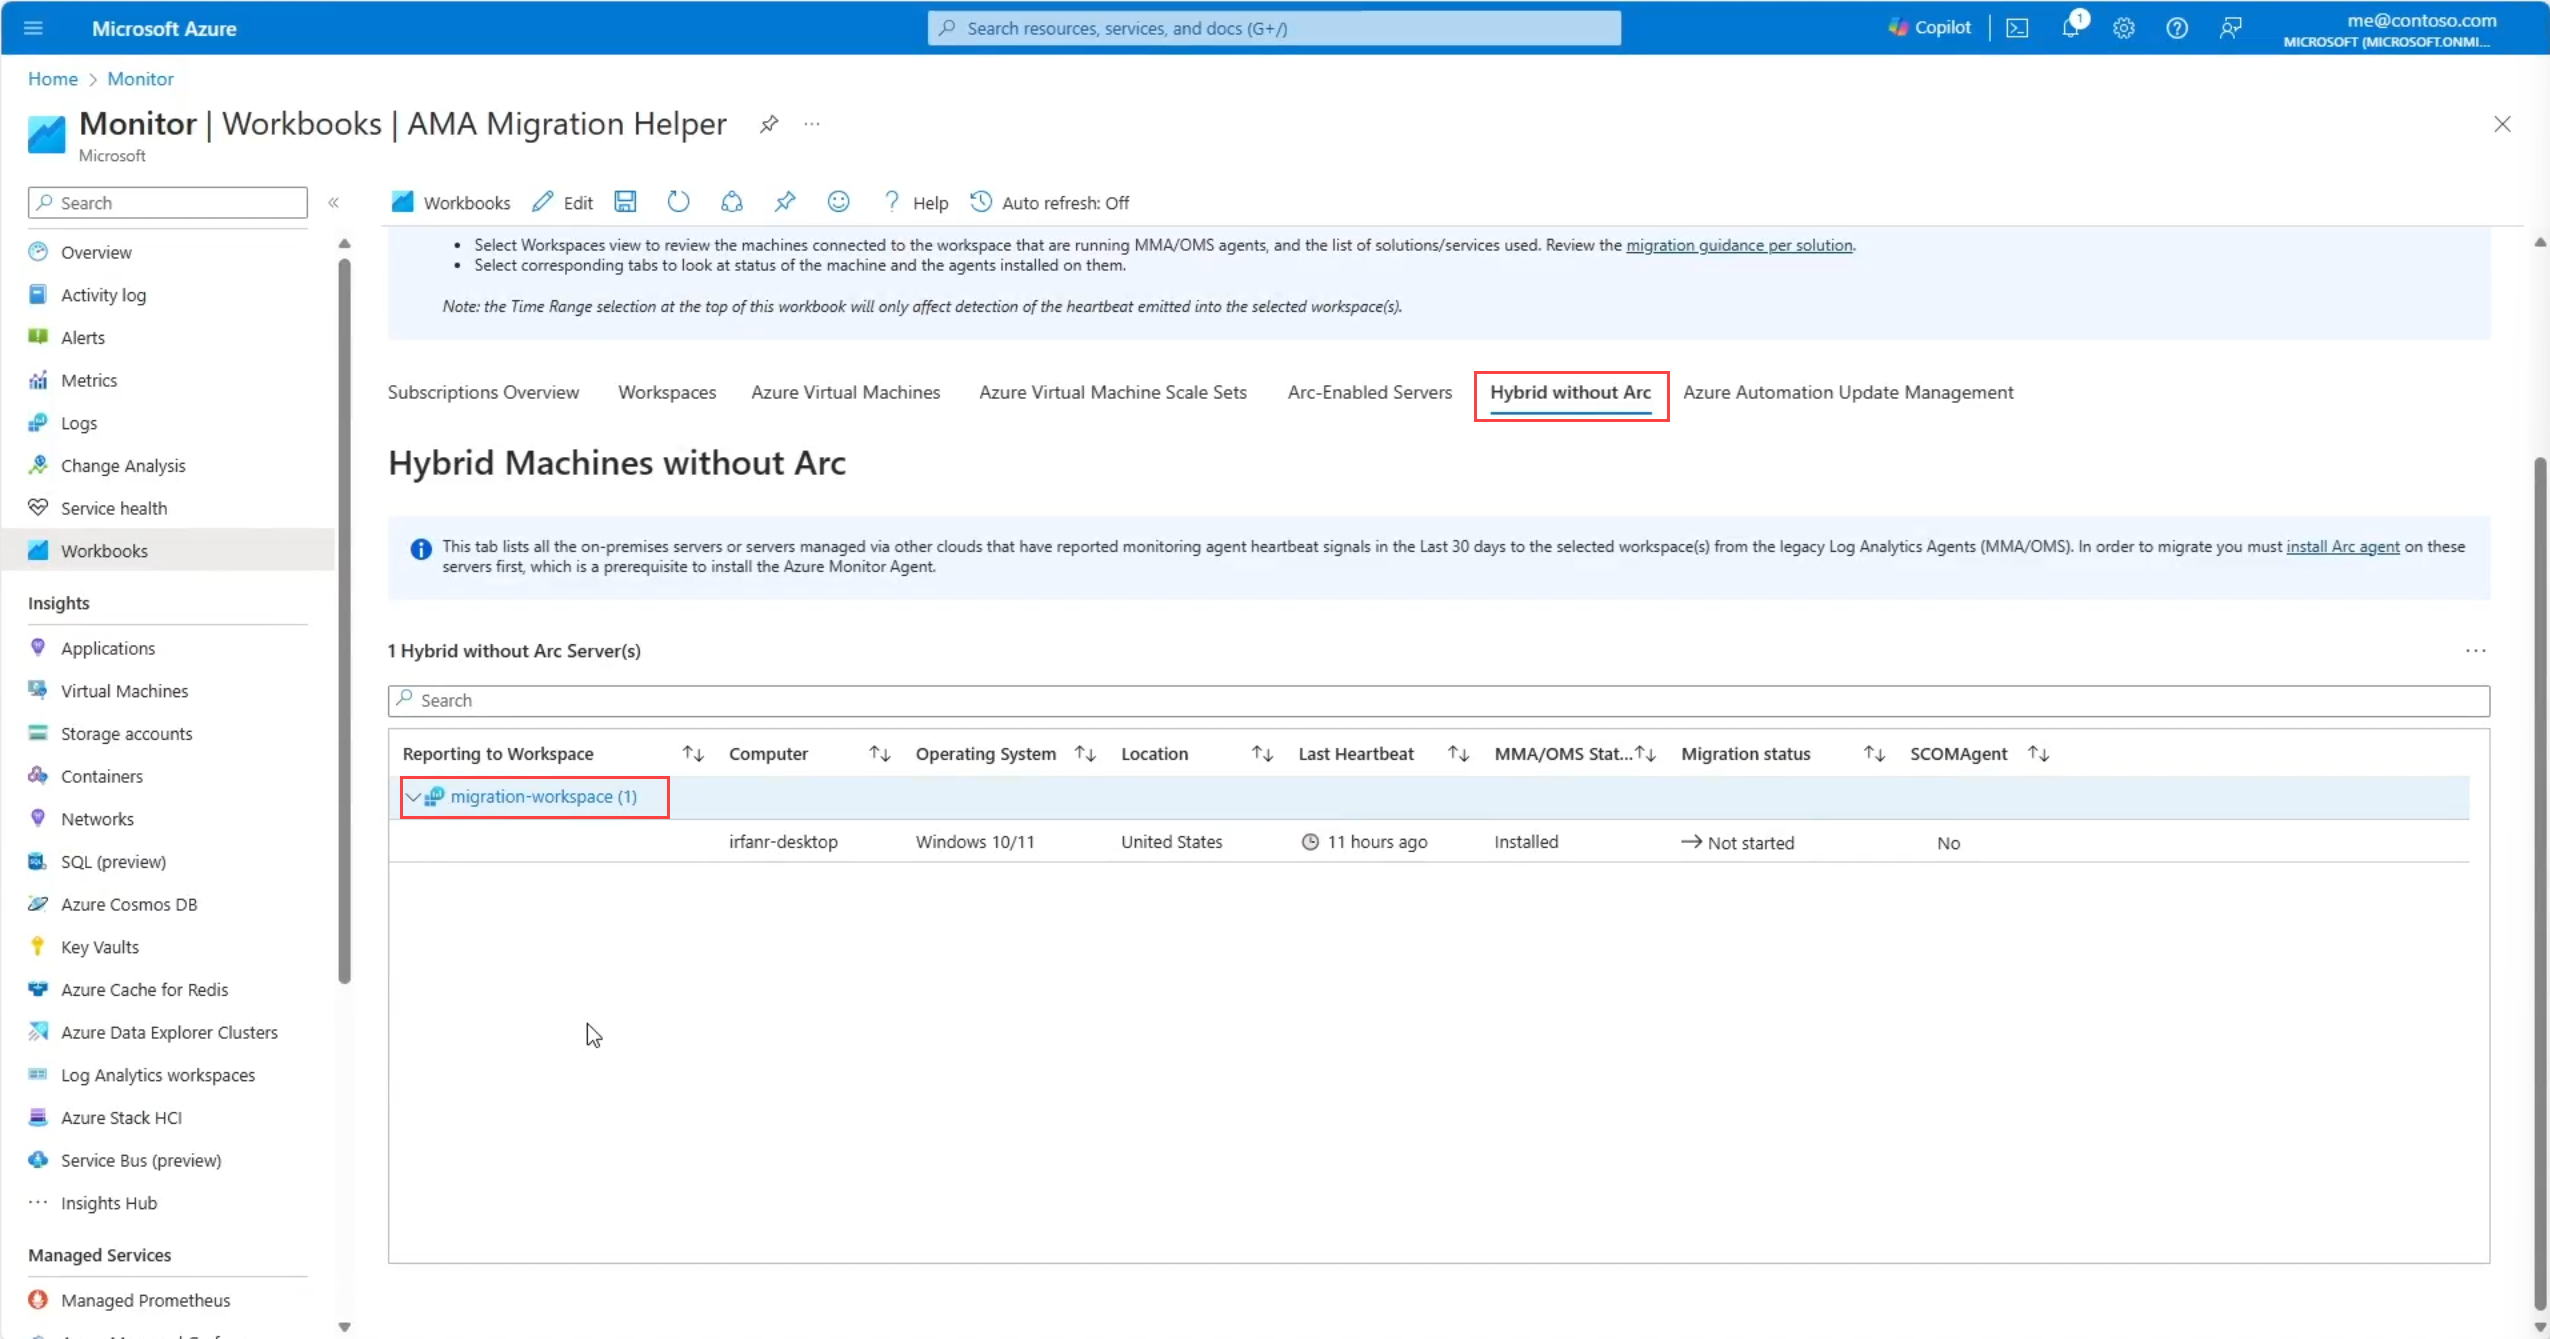 Microsoft Azure
Search resources, services, and docs (G+/)
Copilot
1
me@contoso.com
MICROSOFT (MICROSOFT.ONMI...
Home > Monitor
Monitor | Workbooks | AMA Migration Helper
Microsoft
Search
Overview
Activity log
Alerts
Metrics
Logs
Change Analysis
Service health
Workbooks
Insights
Applications
Virtual Machines
Storage accounts
Containers
Networks
SQL (preview)
Azure Cosmos DB
Key Vaults
Azure Cache for Redis
Azure Data Explorer Clusters
Log Analytics workspaces
Azure Stack HCI
Service Bus (preview)
Insights Hub
Managed Services
Managed Prometheus
Workbooks Edit Help Auto refresh: Off
• Select Workspaces view to review the machines connected to the workspace that are running MMA/OMS agents, and the list of solutions/services used. Review the migration guidance per solution.
• Select corresponding tabs to look at status of the machine and the agents installed on them.
Note: the Time Range selection at the top of this workbook will only affect detection of the heartbeat emitted into the selected workspace(s).
Subscriptions Overview Workspaces Azure Virtual Machines Azure Virtual Machine Scale Sets Arc-Enabled Servers Hybrid without Arc Azure Automation Update Management
Hybrid Machines without Arc
This tab lists all the on-premises servers or servers managed via other clouds that have reported monitoring agent heartbeat signals in the Last 30 days to the selected workspace(s) from the legacy Log Analytics Agents (MMA/OMS). In order to migrate you must install Arc agent on these
servers first, which is a prerequisite to install the Azure Monitor Agent.
1 Hybrid without Arc Server(s)
Search
Reporting to Workspace Computer Operating System Location Last Heartbeat MMA/OMS Stat... Migration status SCOMAgent
migration-workspace (1)
irfanr-desktop Windows 10/11 United States 11 hours ago Installed Not started No